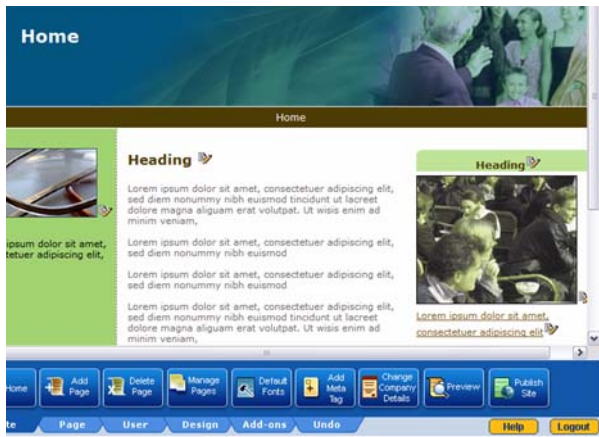 Home
Home
ipsum dolor sit amet,
tetuer adipiscing elit,
Heading
Lorem ipsum dolor sit amet, consectetuer adipiscing elit,
sed diem nonummy nibh euismod tincidunt ut lacreet
dolore magna aliguam erat volutpat. Ut wisis enim ad
minim veniam,
Lorem ipsum dolor sit amet, consectetuer adipiscing elit,
sed diem nonummy nibh euismod
Lorem ipsum dolor sit amet, consectetuer adipiscing elit,
sed diem nonummy nibh euismod
Lorem ipsum dolor sit amet, consectetuer adipiscing elit,
sed diem nonummy nibh euismod tincidunt ut lacreet
dolore magna aliguam erat volutpat. Ut wisis enim ad
minim veniam,
Heading
Lorem ipsum dolor sit amet,
consectetuer adipiscing elit
Home
Add
Page
Delete
Page
Manage
Pages
Default
Fonts
Add
Meta
Tag
Change
Company
Details
Preview
Publish
Site
te
Page
User
Design
Add-ons
Undo
Help
Logout